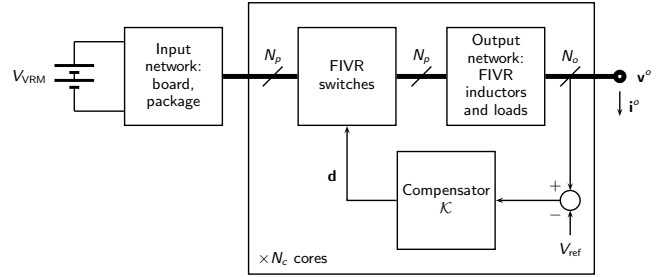 V_VRM
Input
network:
board,
package
N_p
FIVR
switches
N_p
Output
network:
FIVR
inductors
and loads
N_o
v^o
i^o
d
Compensator
𝒦
+
−
V_ref
×N_c cores